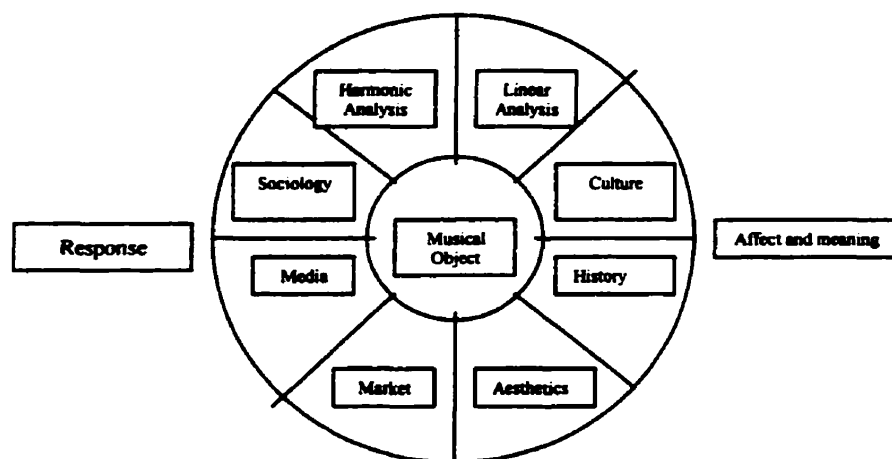 Harmonic
Analysis
Linear
Analysis
Sociology
Culture
Response
Musical
Object
Affect and meaning
Media
History
Market
Aesthetics